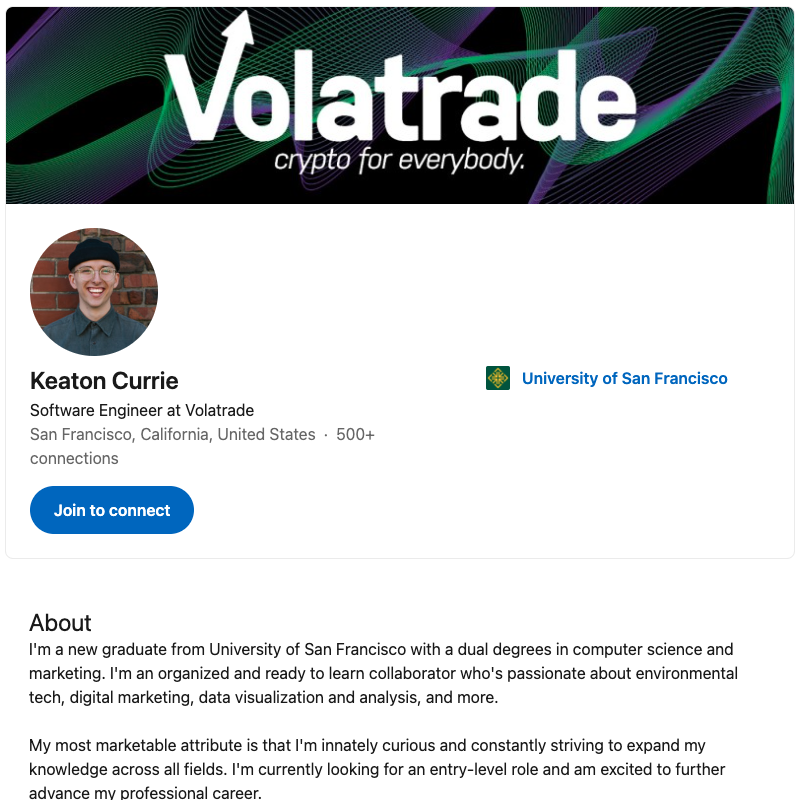 Volatrade
crypto for everybody.
Keaton Currie
University of San Francisco
Software Engineer at Volatrade
San Francisco, California, United States · 500+
connections
Join to connect
About
I'm a new graduate from University of San Francisco with a dual degrees in computer science and
marketing. I'm an organized and ready to learn collaborator who's passionate about environmental
tech, digital marketing, data visualization and analysis, and more.
My most marketable attribute is that I'm innately curious and constantly striving to expand my
knowledge across all fields. I'm currently looking for an entry-level role and am excited to further
advance my professional career.